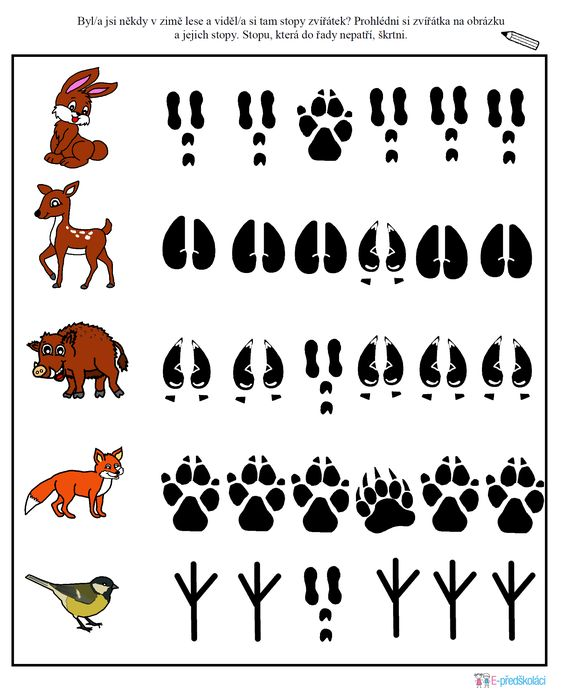 Byl/a jsi někdy v zimě lese a viděl/a si tam stopy zvířátek? Prohlédni si zvířátka na obrázku
a jejich stopy. Stopu, která do řady nepatří, škrtni.
E-předškoláci